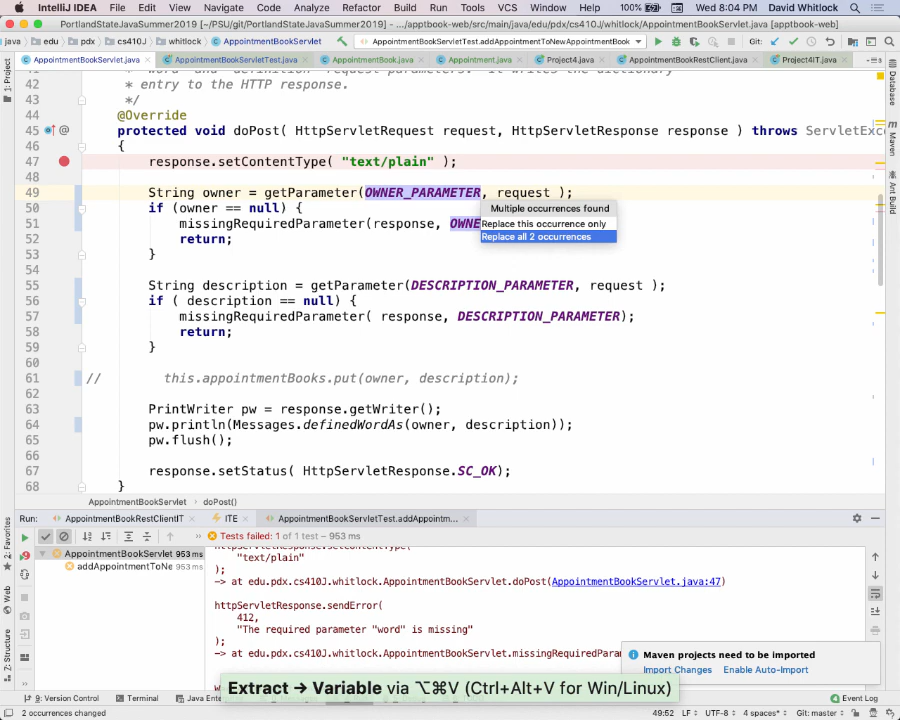 IntelliJ IDEA File Edit View Navigate Code Analyze Refactor Build Run Tools VCS Window Help 100% Wed 8:04 PM David Whitlock
PortlandStateJavaSummer2019 [~/PSU/git/PortlandStateJavaSummer2019] - .../apptbook-web/src/main/java/edu/pdx/cs410J/whitlock/AppointmentBookServlet.java [apptbook-web]
java edu pdx cs410J whitlock AppointmentBookServlet AppointmentBookServletTest.addAppointmentToNewAppointmentBook Git:
AppointmentBookServlet.java AppointmentBookServletTest.java AppointmentBook.java Appointment.java Project4.java AppointmentBookRestClient.java Project4IT.java
42 * entry to the HTTP response.
43 */
44 @Override
45 @ protected void doPost( HttpServletRequest request, HttpServletResponse response ) throws ServletExc
46 {
47 response.setContentType( "text/plain" );
48
49 String owner = getParameter(OWNER_PARAMETER, request );
Multiple occurrences found
50 if (owner == null) {
Replace this occurrence only
51 missingRequiredParameter(response, OWNE
Replace all 2 occurrences
52 return;
53 }
54
55 String description = getParameter(DESCRIPTION_PARAMETER, request );
56 if ( description == null) {
57 missingRequiredParameter( response, DESCRIPTION_PARAMETER);
58 return;
59 }
60
61 // this.appointmentBooks.put(owner, description);
62
63 PrintWriter pw = response.getWriter();
64 pw.println(Messages.definedWordAs(owner, description));
65 pw.flush();
66
67 response.setStatus( HttpServletResponse.SC_OK);
68 }
AppointmentBookServlet doPost()
Run: AppointmentBookRestClientIT ITE AppointmentBookServletTest.addAppointm...
Tests failed: 1 of 1 test – 953 ms
AppointmentBookServlet 953 ms
addAppointmentToNe 953 ms
httpServletResponse.setContentType(
"text/plain"
);
-> at edu.pdx.cs410J.whitlock.AppointmentBookServlet.doPost(AppointmentBookServlet.java:47)
httpServletResponse.sendError(
412,
"The required parameter "word" is missing"
);
-> at edu.pdx.cs410J.whitlock.AppointmentBookServlet.missingRequiredPara
Maven projects need to be imported
Import Changes Enable Auto-Import
Extract → Variable via ⌥⌘V (Ctrl+Alt+V for Win/Linux)
9: Version Control Terminal Java Ente Event Log
2 occurrences changed 49:52 LF UTF-8 4 spaces Git: master
1: Project
2: Favorites
Web
7: Structure
Database
Maven
Ant Build